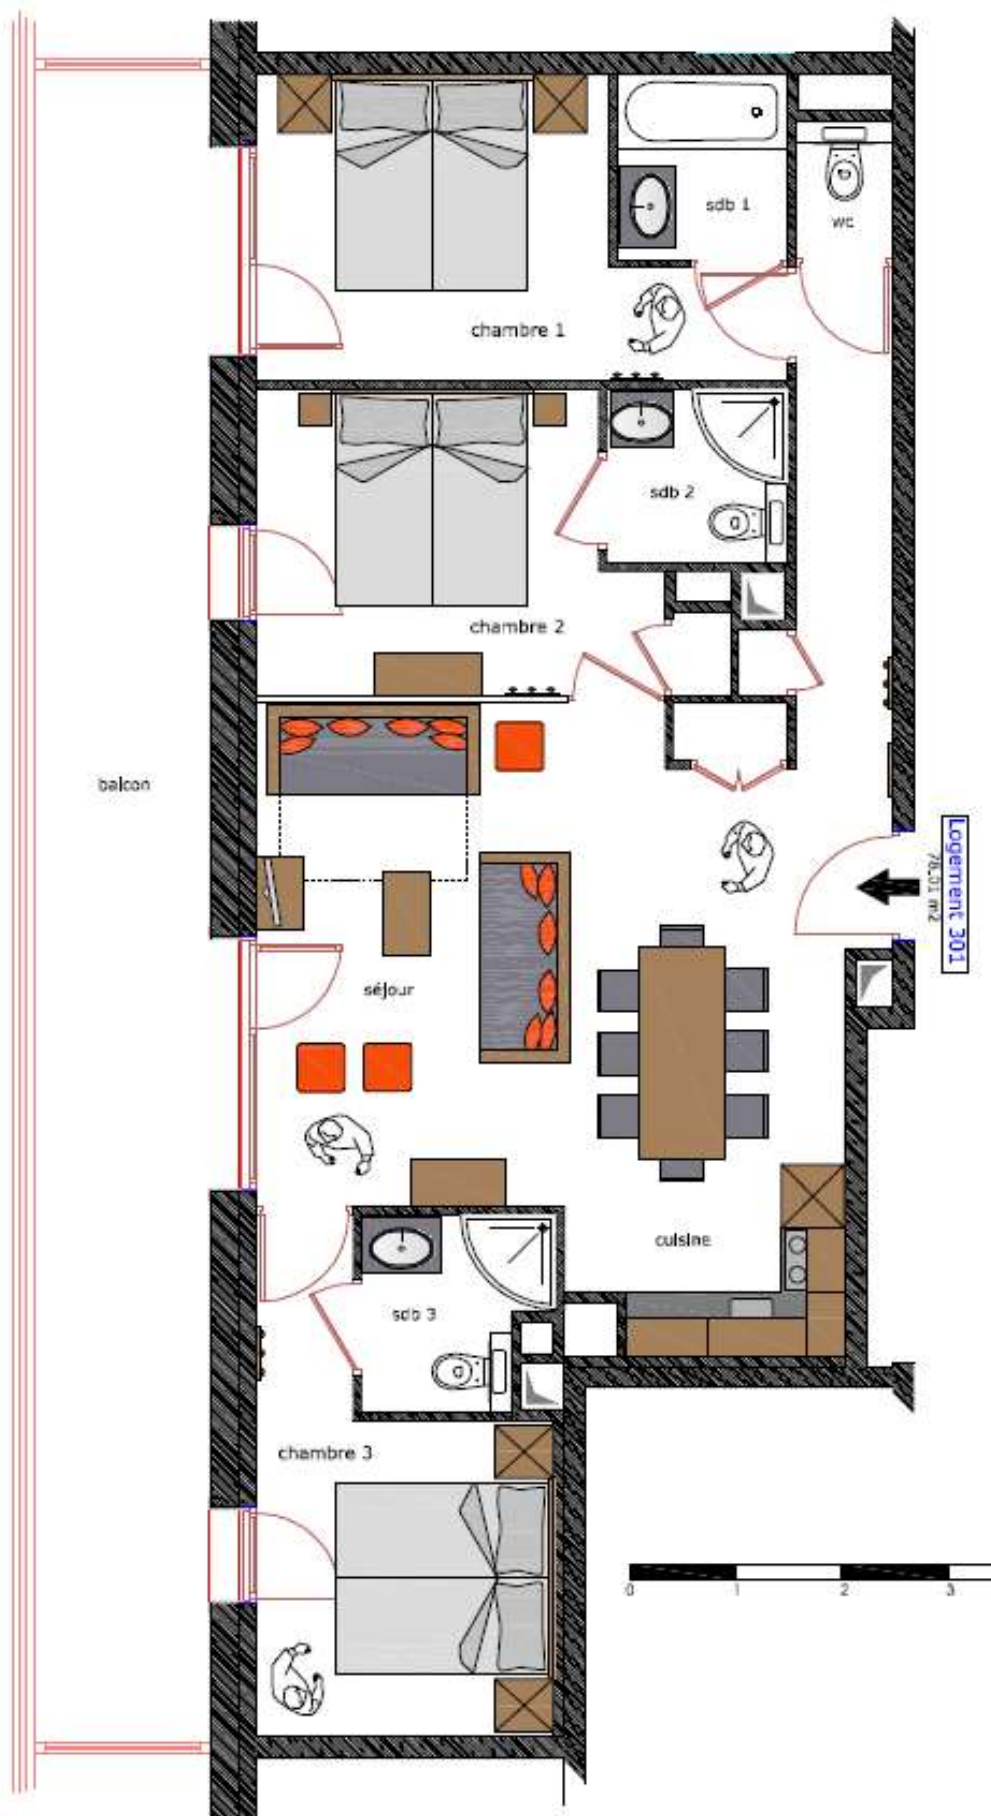 sdb 1
wc
chambre 1
sdb 2
chambre 2
balcon
Logement 301
78.01 m2
séjour
cuisine
sdb 3
chambre 3
0 1 2 3